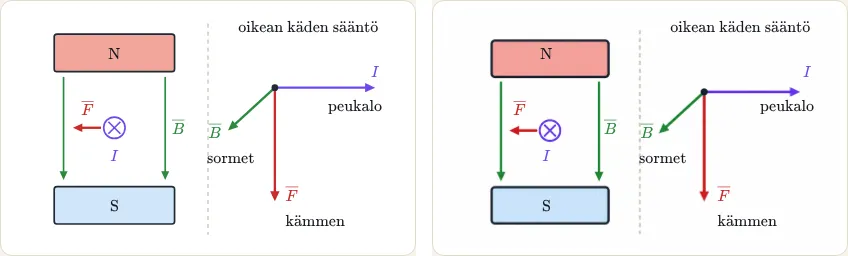 oikean käden sääntö
N
I
F̅
peukalo
B̅
B̅
I
sormet
F̅
S
kämmen
oikean käden sääntö
N
I
F̅
peukalo
B̅
B̅
I
sormet
F̅
S
kämmen